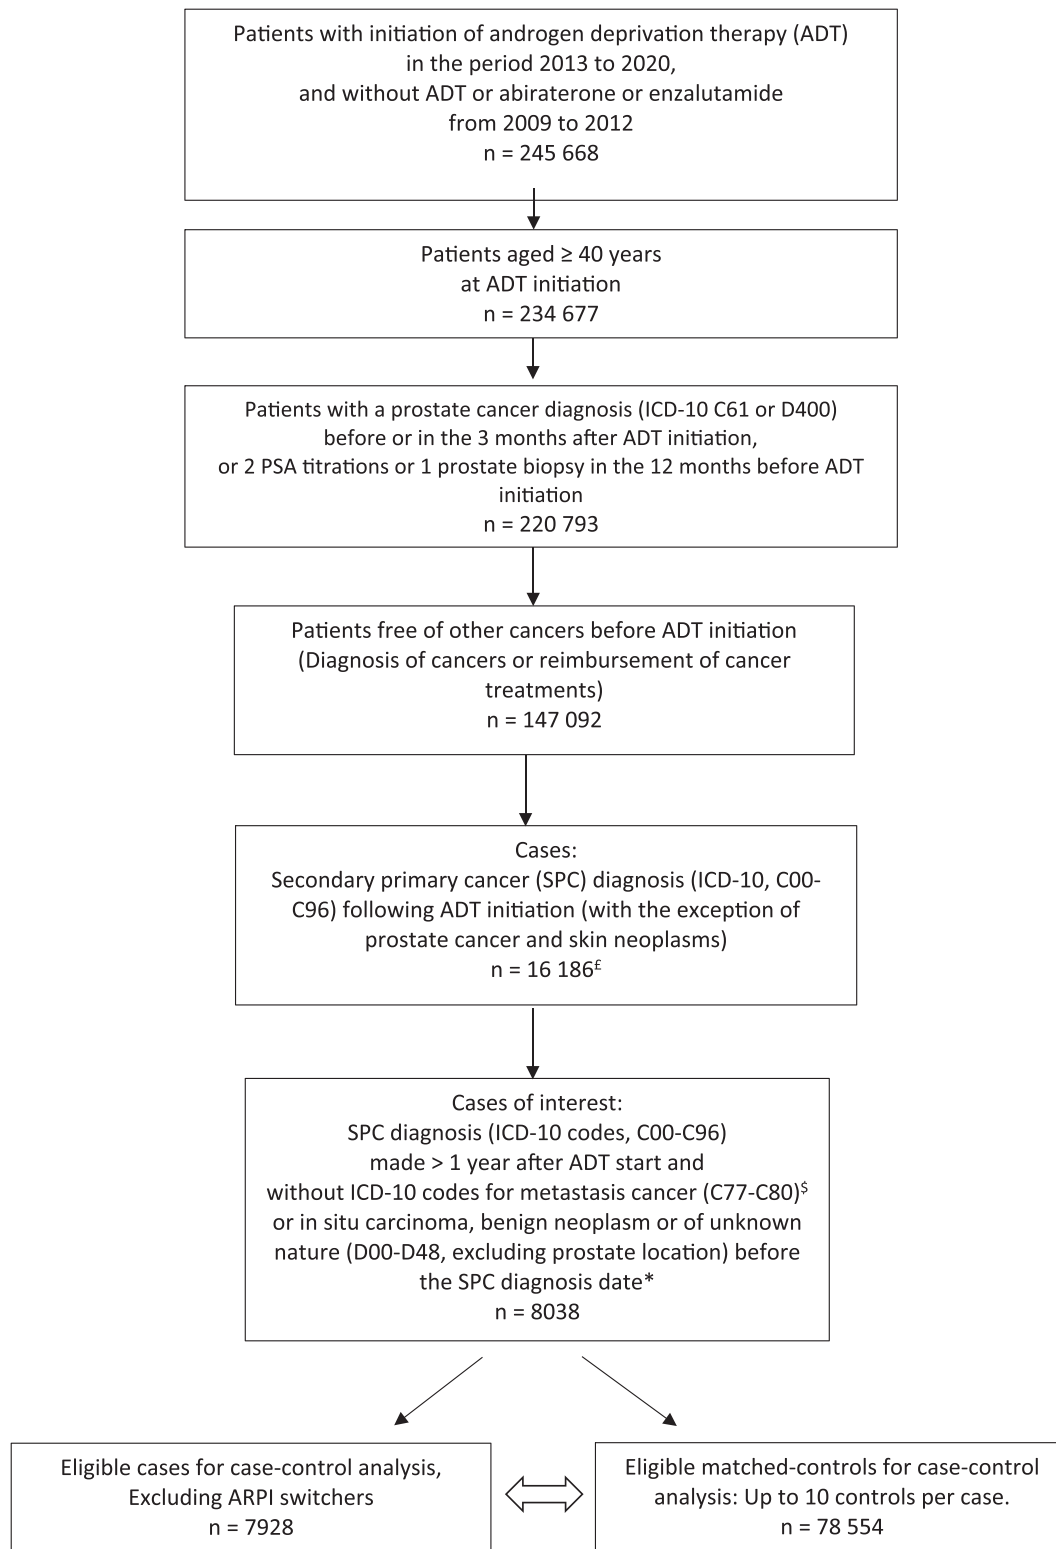 Patients with initiation of androgen deprivation therapy (ADT)
in the period 2013 to 2020,
and without ADT or abiraterone or enzalutamide
from 2009 to 2012
n = 245 668
Patients aged ≥ 40 years
at ADT initiation
n = 234 677
Patients with a prostate cancer diagnosis (ICD-10 C61 or D400)
before or in the 3 months after ADT initiation,
or 2 PSA titrations or 1 prostate biopsy in the 12 months before ADT
initiation
n = 220 793
Patients free of other cancers before ADT initiation
(Diagnosis of cancers or reimbursement of cancer
treatments)
n = 147 092
Cases:
Secondary primary cancer (SPC) diagnosis (ICD-10, C00-
C96) following ADT initiation (with the exception of
prostate cancer and skin neoplasms)
n = 16 186£
Cases of interest:
SPC diagnosis (ICD-10 codes, C00-C96)
made > 1 year after ADT start and
without ICD-10 codes for metastasis cancer (C77-C80)$
or in situ carcinoma, benign neoplasm or of unknown
nature (D00-D48, excluding prostate location) before
the SPC diagnosis date*
n = 8038
Eligible cases for case-control analysis,
Excluding ARPI switchers
n = 7928
Eligible matched-controls for case-control
analysis: Up to 10 controls per case.
n = 78 554